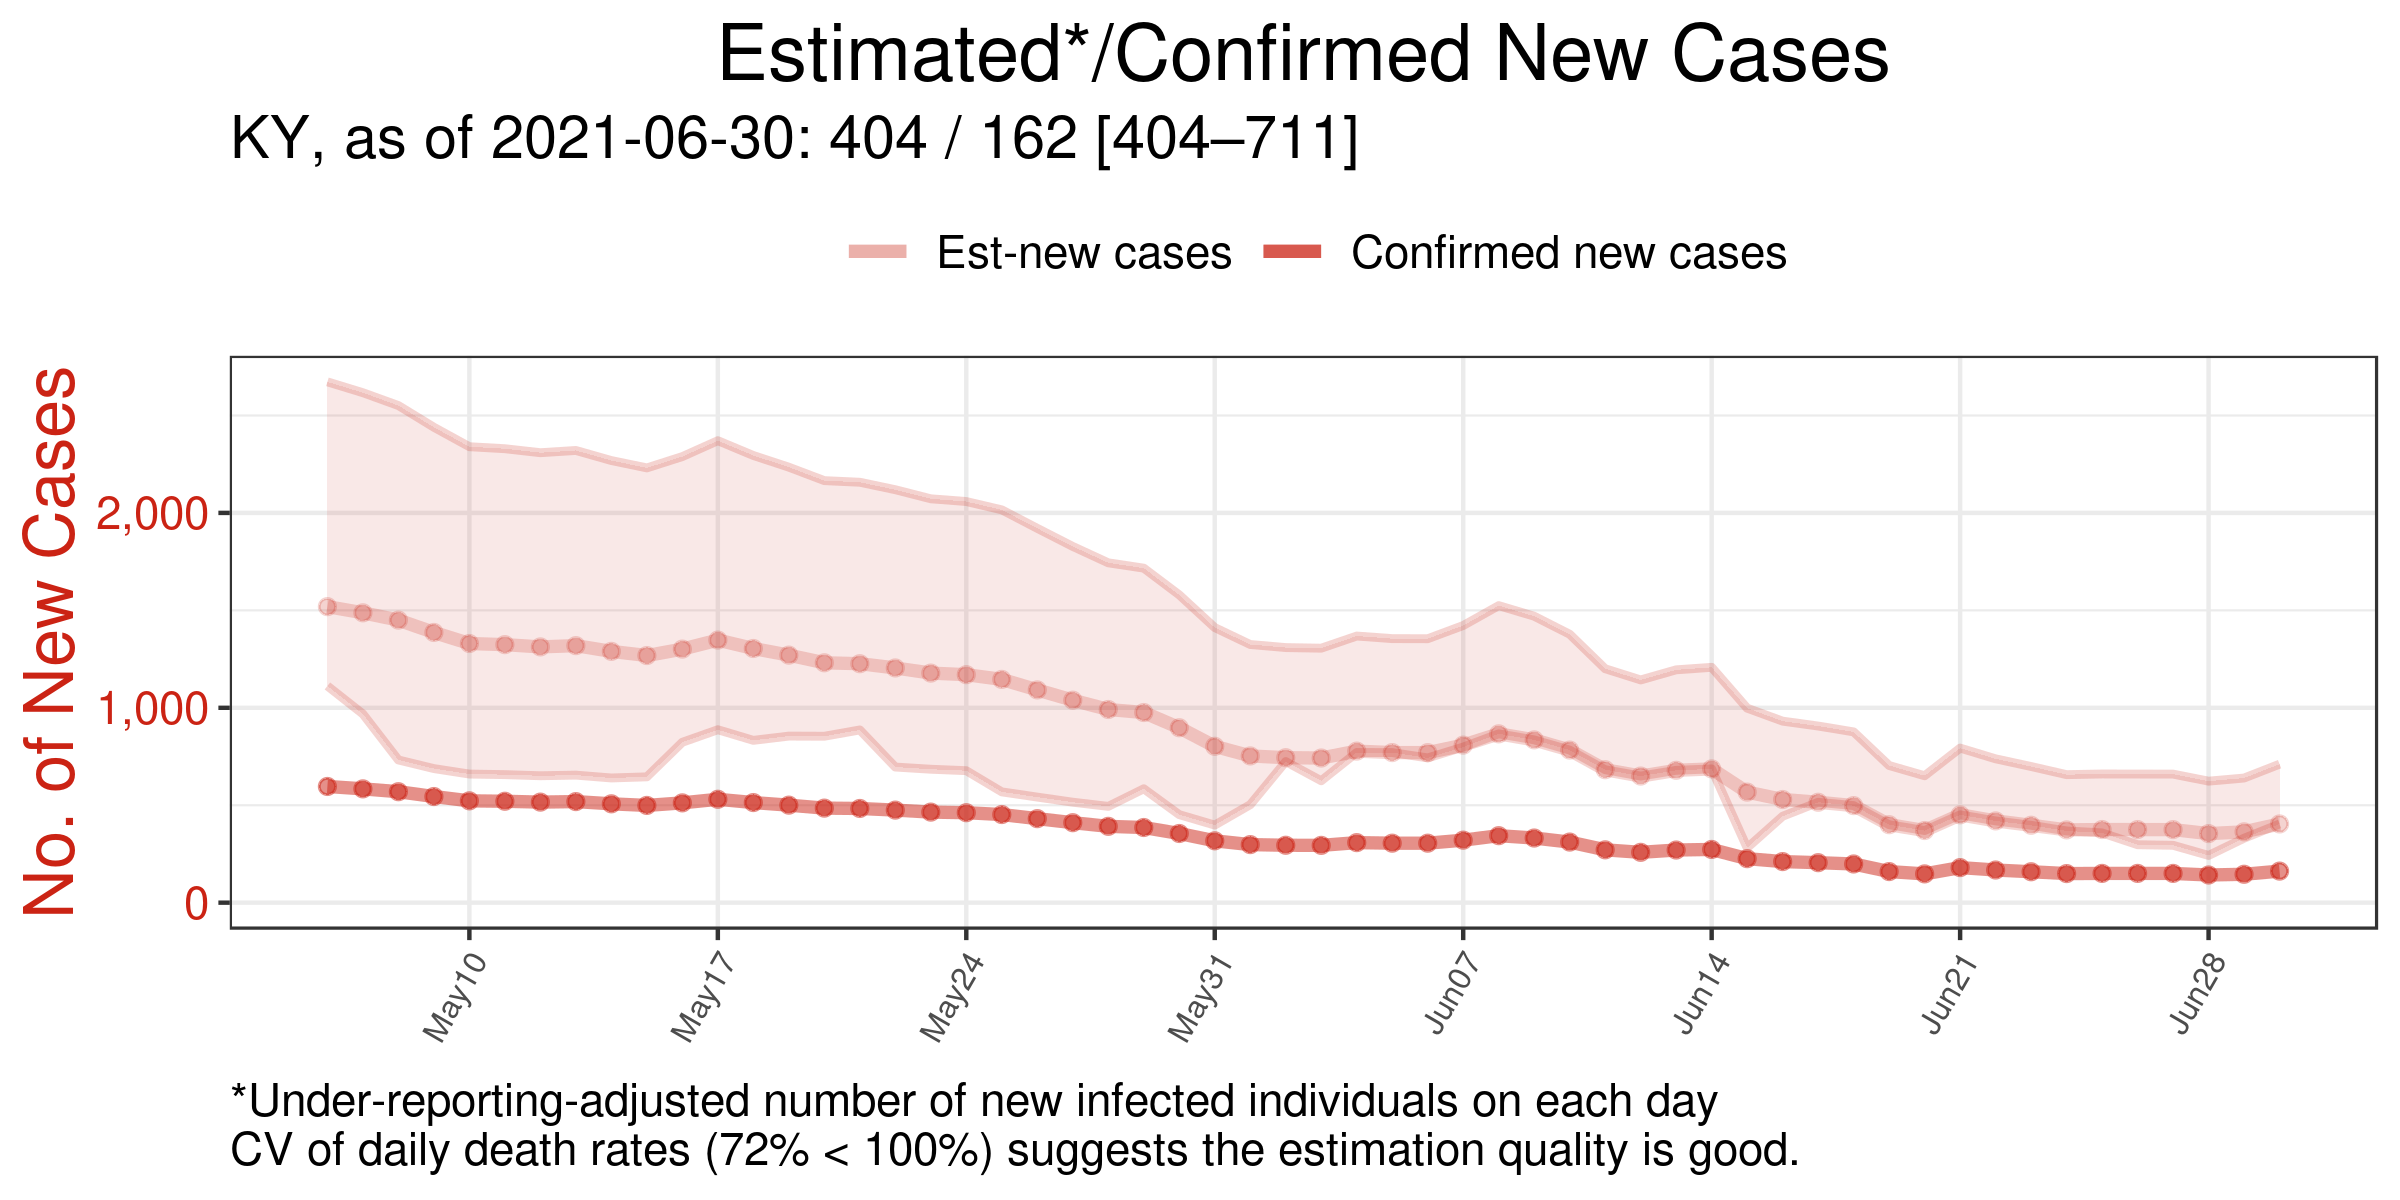 Estimated*/Confirmed New Cases
KY, as of 2021-06-30: 404 / 162 [404–711]
Est-new cases
Confirmed new cases
No. of New Cases
2,000
1,000
0
May10
May17
May24
May31
Jun07
Jun14
Jun21
Jun28
*Under-reporting-adjusted number of new infected individuals on each day
CV of daily death rates (72% < 100%) suggests the estimation quality is good.